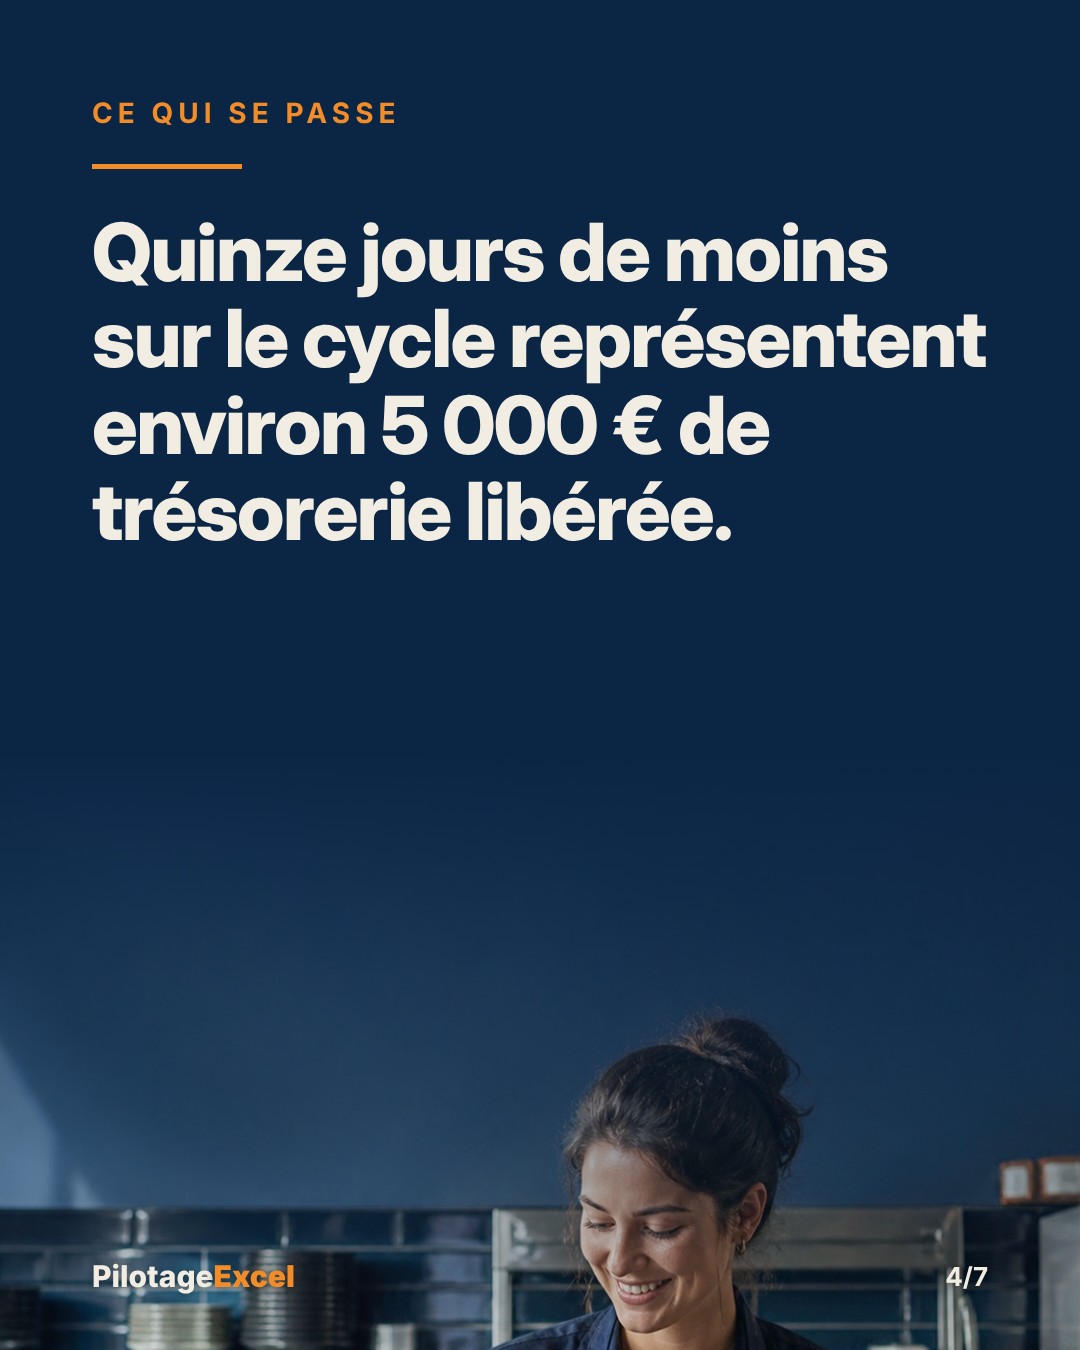 CE QUI SE PASSE
Quinze jours de moins
sur le cycle représentent
environ 5 000 € de
trésorerie libérée.
PilotageExcel
4/7